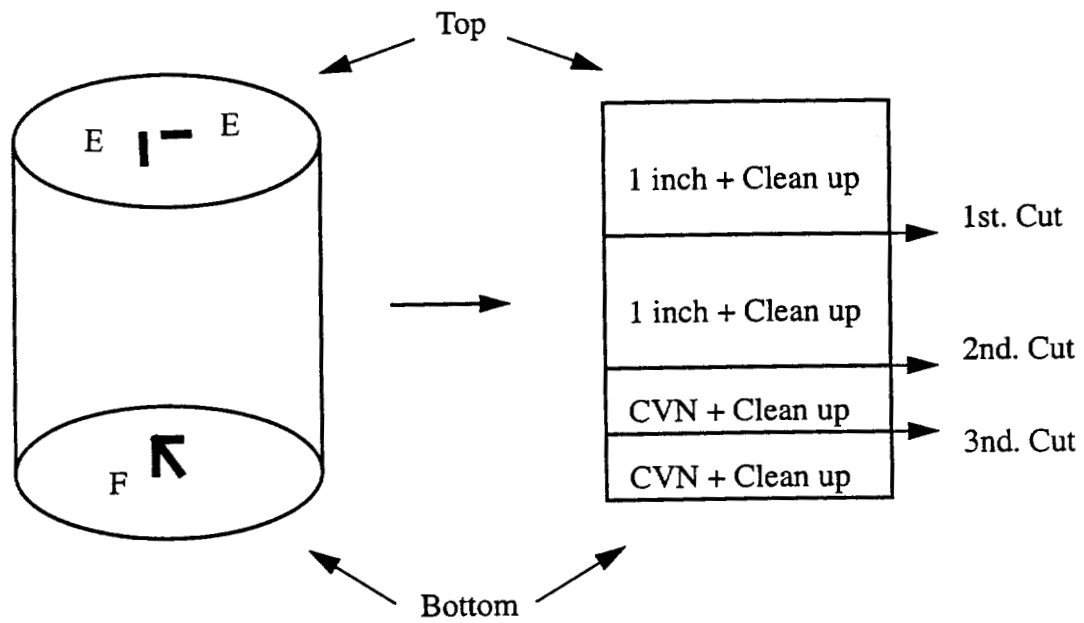 Top
E
E
1 inch + Clean up
1st. Cut
1 inch + Clean up
2nd. Cut
CVN + Clean up
3nd. Cut
F
CVN + Clean up
Bottom